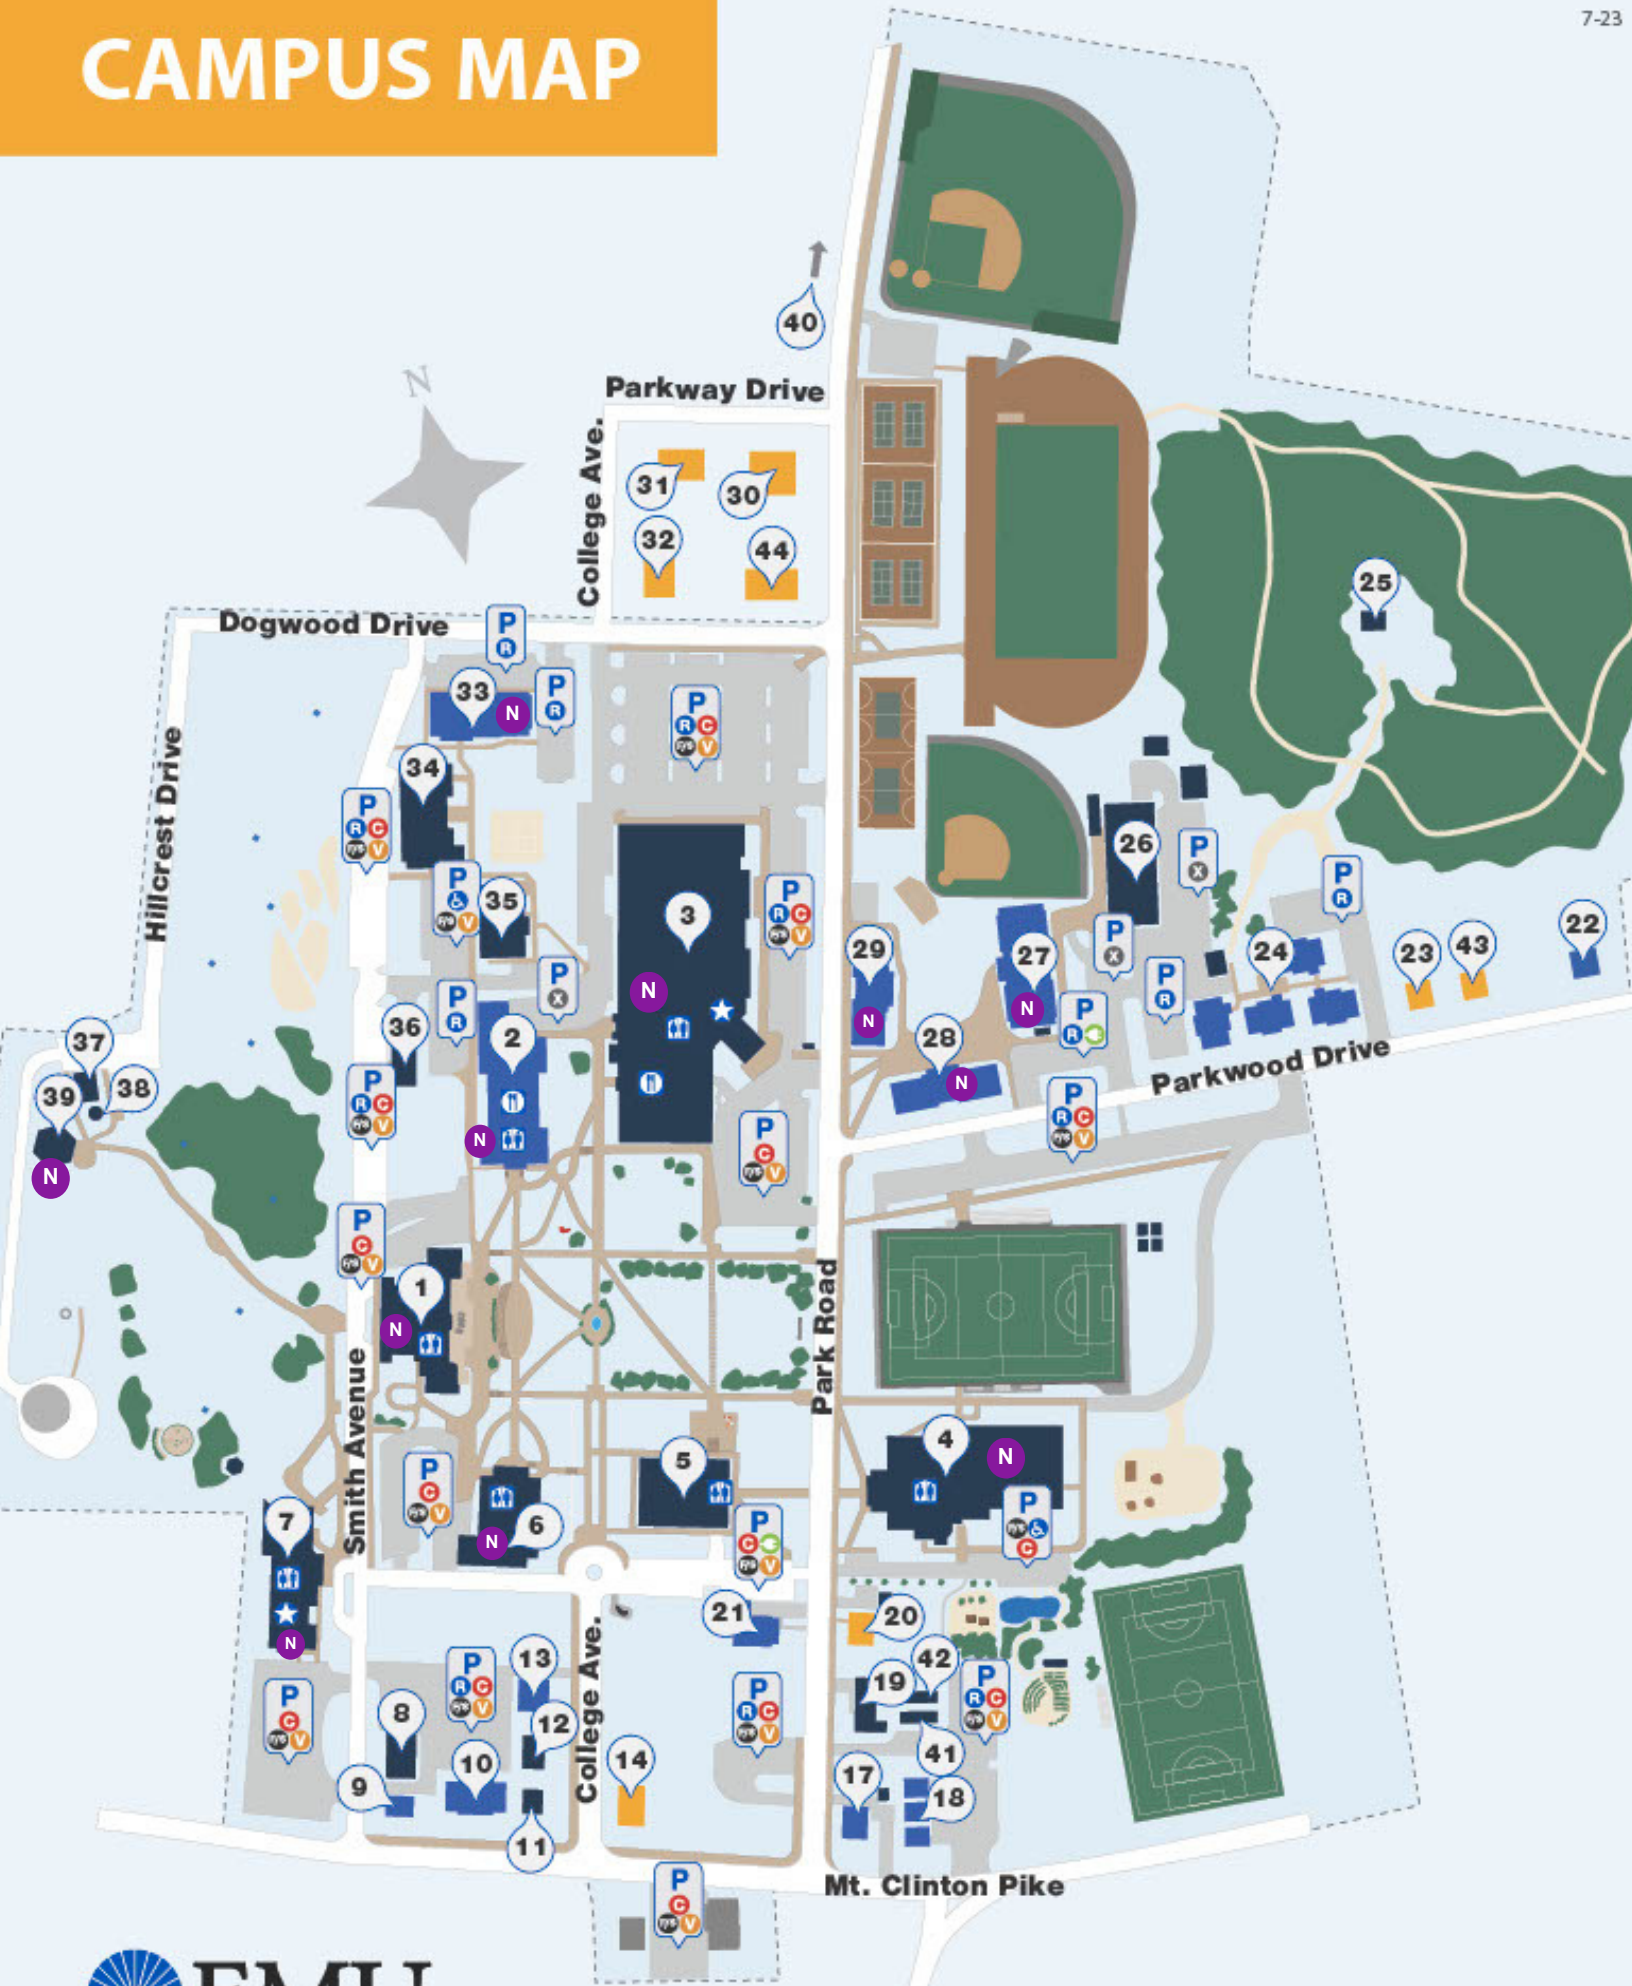 CAMPUS MAP
7-23
40
N
Parkway Drive
College Ave.
31
30
32
44
25
Dogwood Drive
P
R
33
N
P
R
P
R C
F/S V
34
Hillcrest Drive
P
R C
F/S V
P
F/S V
35
3
P
R C
F/S V
26
P
X
P
R
29
27
P
X
24
23
43
22
P
X
P
R
P
R
N
N
N
36
2
P
R
28
N
37
38
39
P
R C
F/S V
Parkwood Drive
P
R C
F/S V
N
P
C
F/S V
N
P
C
F/S V
1
N
Park Road
Smith Avenue
4
N
5
P
C
F/S V
6
N
P
F/S
C
7
P
C
F/S V
N
21
20
College Ave.
13
42
P
R C
F/S V
19
P
R C
F/S V
P
R C
F/S V
P
C
F/S V
8
12
41
14
10
17
9
18
11
Mt. Clinton Pike
P
C
F/S V
EMU